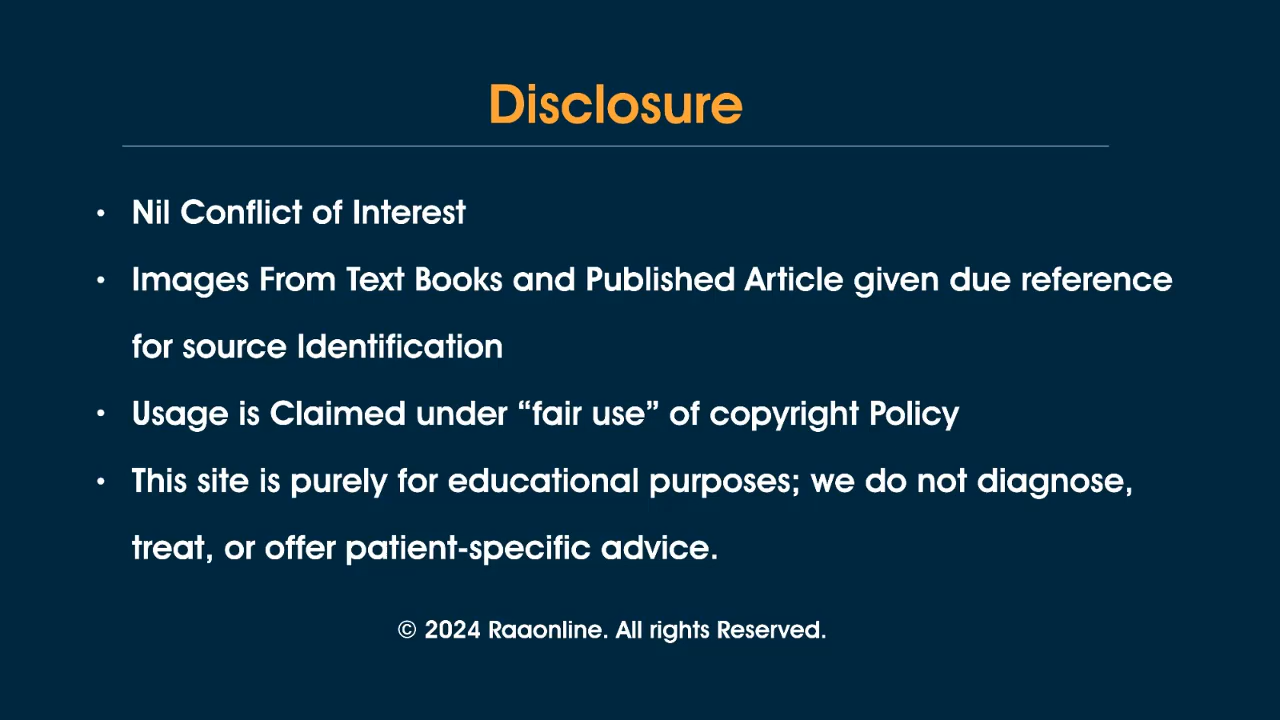 Disclosure
• Nil Conflict of Interest
• Images From Text Books and Published Article given due reference
for source Identification
• Usage is Claimed under “fair use” of copyright Policy
• This site is purely for educational purposes; we do not diagnose,
treat, or offer patient-specific advice.
© 2024 Raaonline. All rights Reserved.